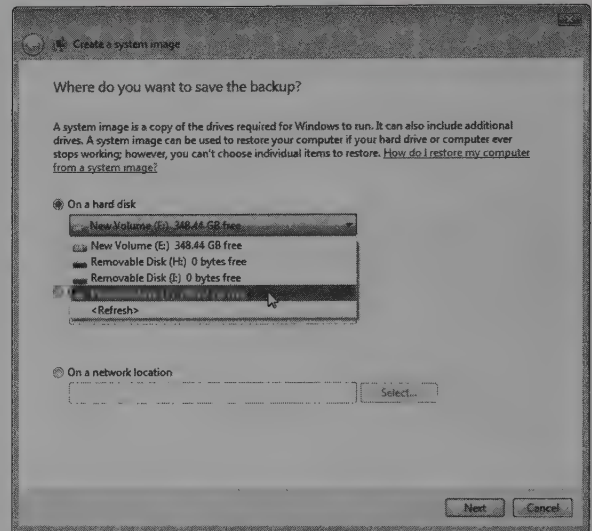 Create a system image
Where do you want to save the backup?
A system image is a copy of the drives required for Windows to run. It can also include additional
drives. A system image can be used to restore your computer if your hard drive or computer ever
stops working; however, you can't choose individual items to restore. How do I restore my computer
from a system image?
On a hard disk
New Volume (E:) 348.44 GB free
New Volume (E:) 348.44 GB free
Removable Disk (H:) 0 bytes free
Removable Disk (I:) 0 bytes free
<Refresh>
On a network location
Select...
Next Cancel